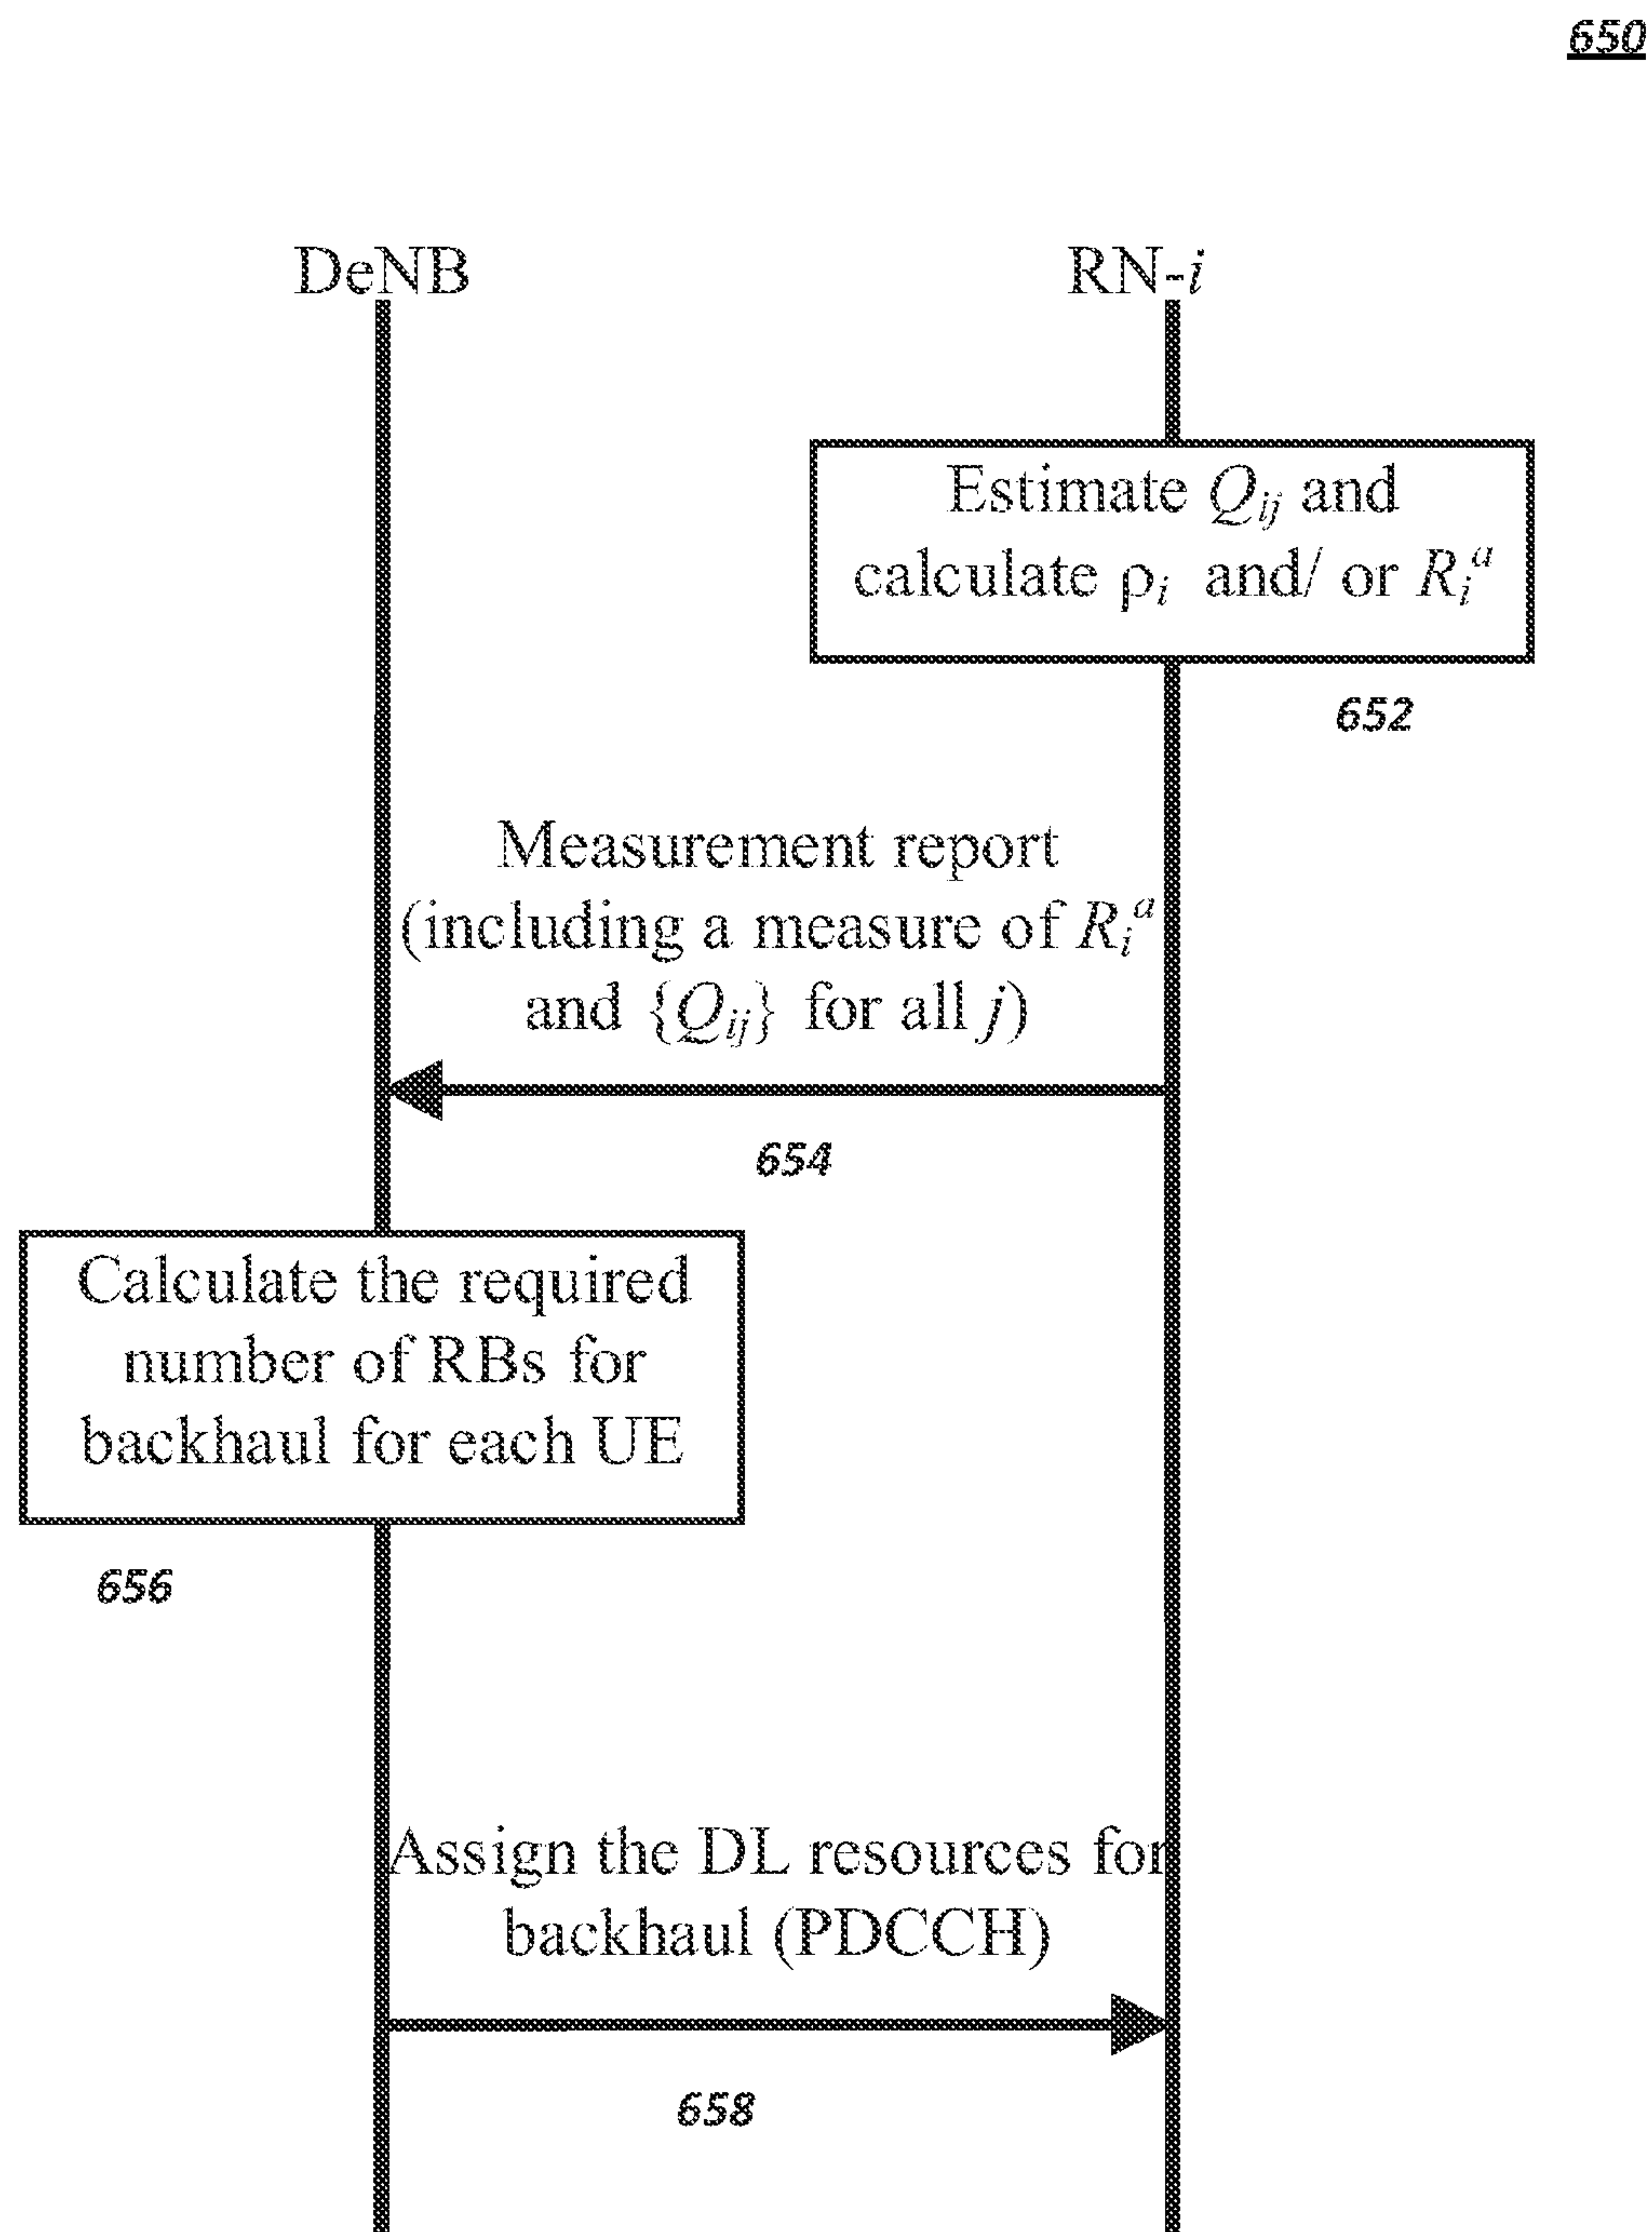 650
DeNB
RN-i
Estimate Qij and
calculate ρi and/ or Ri^a
652
Measurement report
(including a measure of Ri^a
and {Qij} for all j)
654
Calculate the required
number of RBs for
backhaul for each UE
656
Assign the DL resources for
backhaul (PDCCH)
658